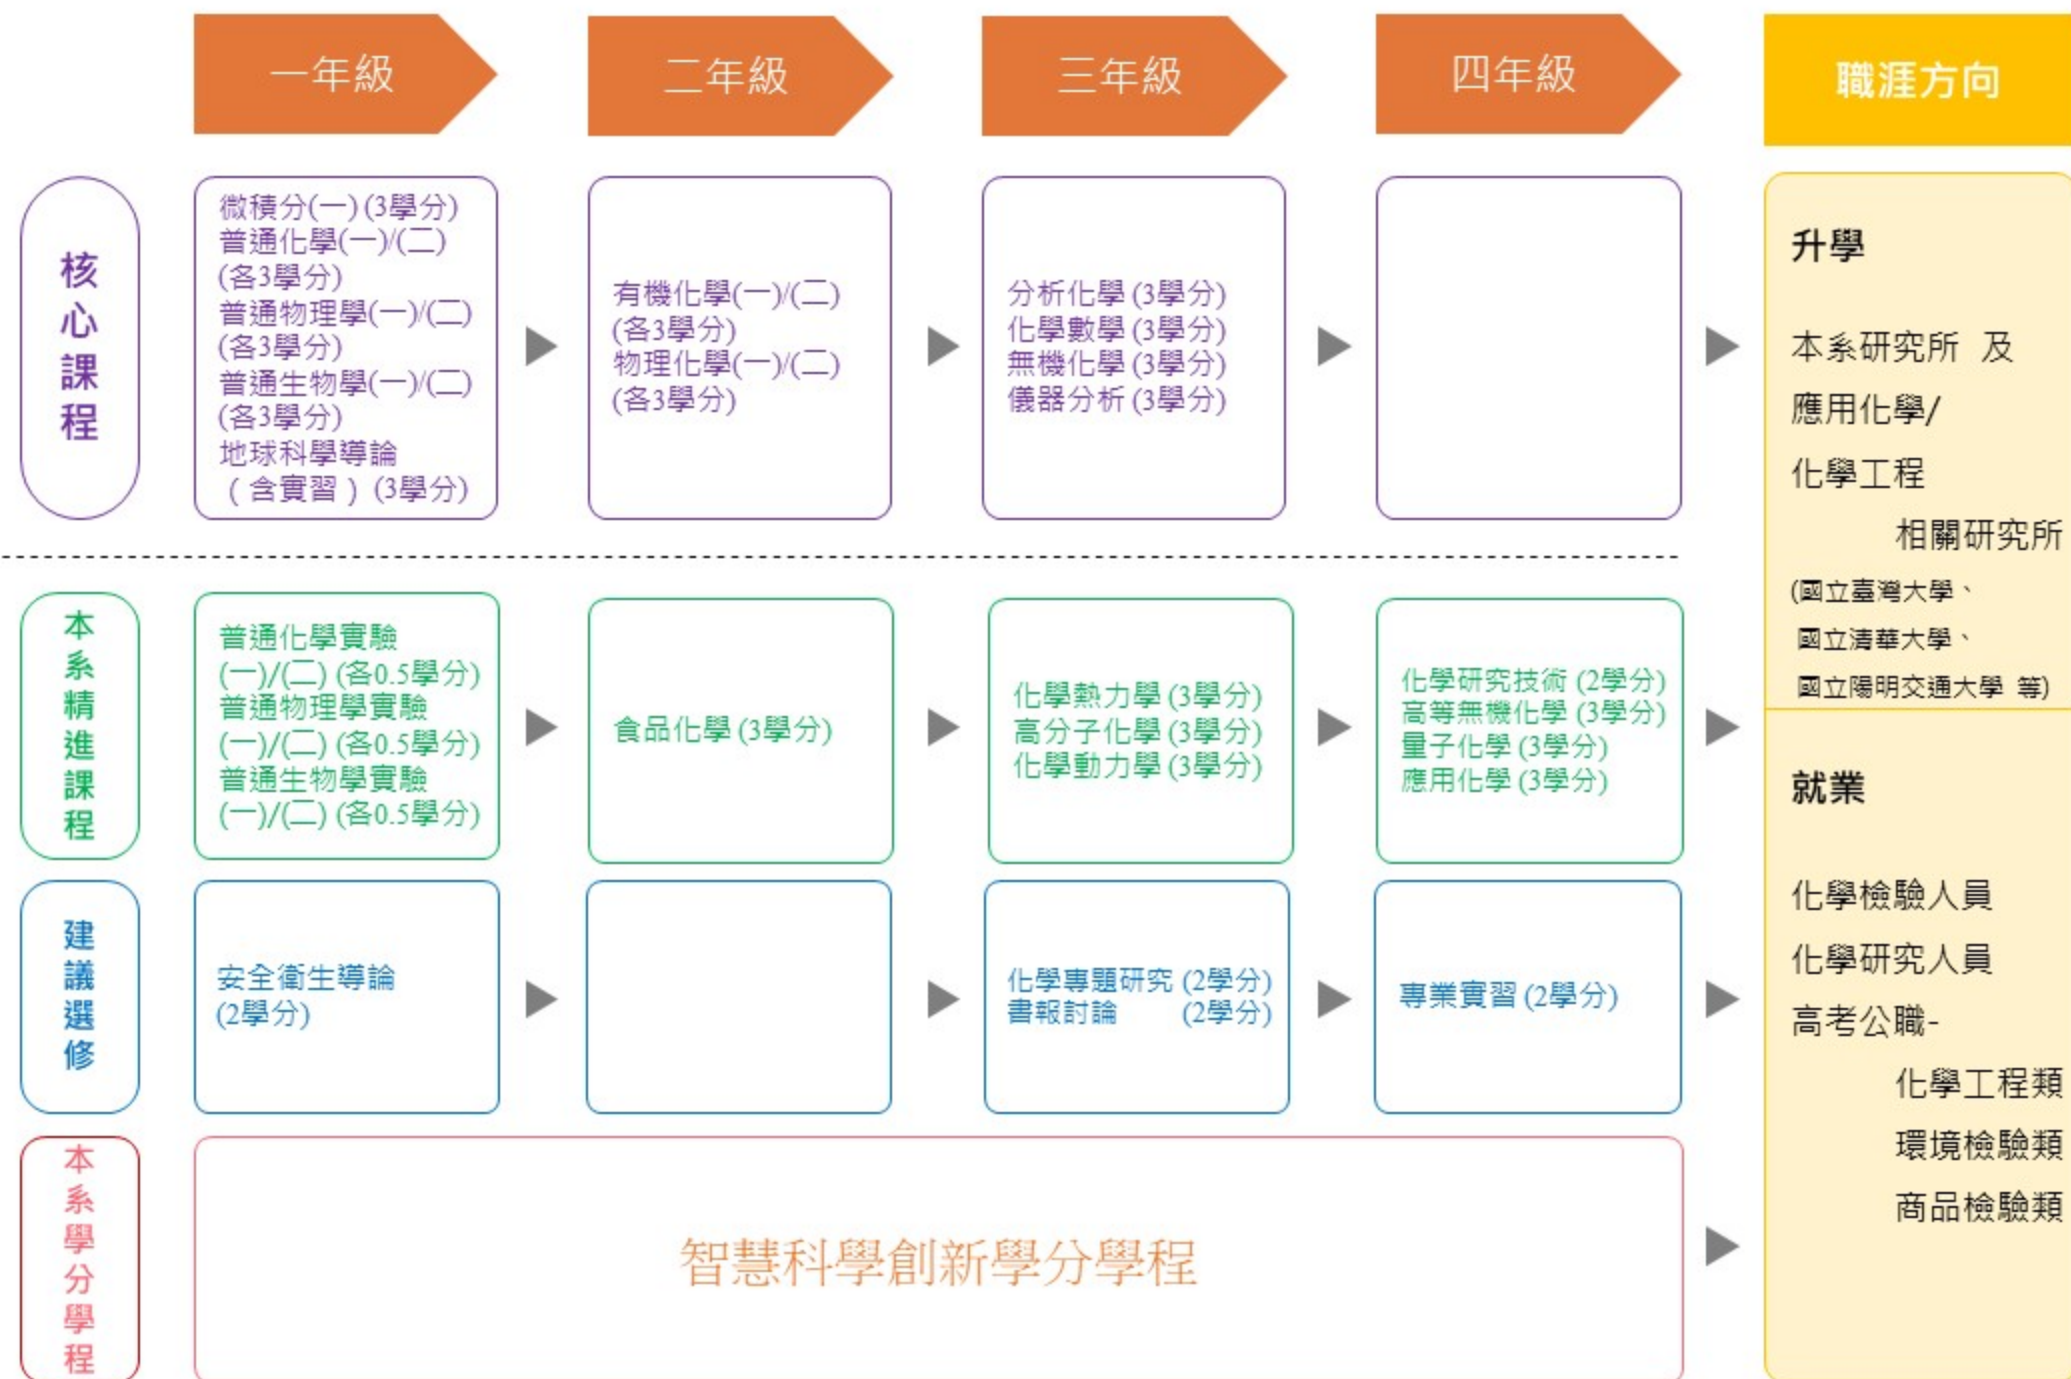 一年級
二年級
三年級
四年級
職涯方向
核心課程
微積分(一) (3學分)
普通化學(一)/(二)
(各3學分)
普通物理學(一)/(二)
(各3學分)
普通生物學(一)/(二)
(各3學分)
地球科學導論
（含實習） (3學分)
有機化學(一)/(二)
(各3學分)
物理化學(一)/(二)
(各3學分)
分析化學 (3學分)
化學數學 (3學分)
無機化學 (3學分)
儀器分析 (3學分)
本系精進課程
普通化學實驗
(一)/(二) (各0.5學分)
普通物理學實驗
(一)/(二) (各0.5學分)
普通生物學實驗
(一)/(二) (各0.5學分)
食品化學 (3學分)
化學熱力學 (3學分)
高分子化學 (3學分)
化學動力學 (3學分)
化學研究技術 (2學分)
高等無機化學 (3學分)
量子化學 (3學分)
應用化學 (3學分)
建議選修
安全衛生導論
(2學分)
化學專題研究 (2學分)
書報討論 (2學分)
專業實習 (2學分)
本系學分學程
智慧科學創新學分學程
升學
本系研究所 及
應用化學/
化學工程
相關研究所
(國立臺灣大學、
國立清華大學、
國立陽明交通大學 等)
就業
化學檢驗人員
化學研究人員
高考公職-
化學工程類
環境檢驗類
商品檢驗類